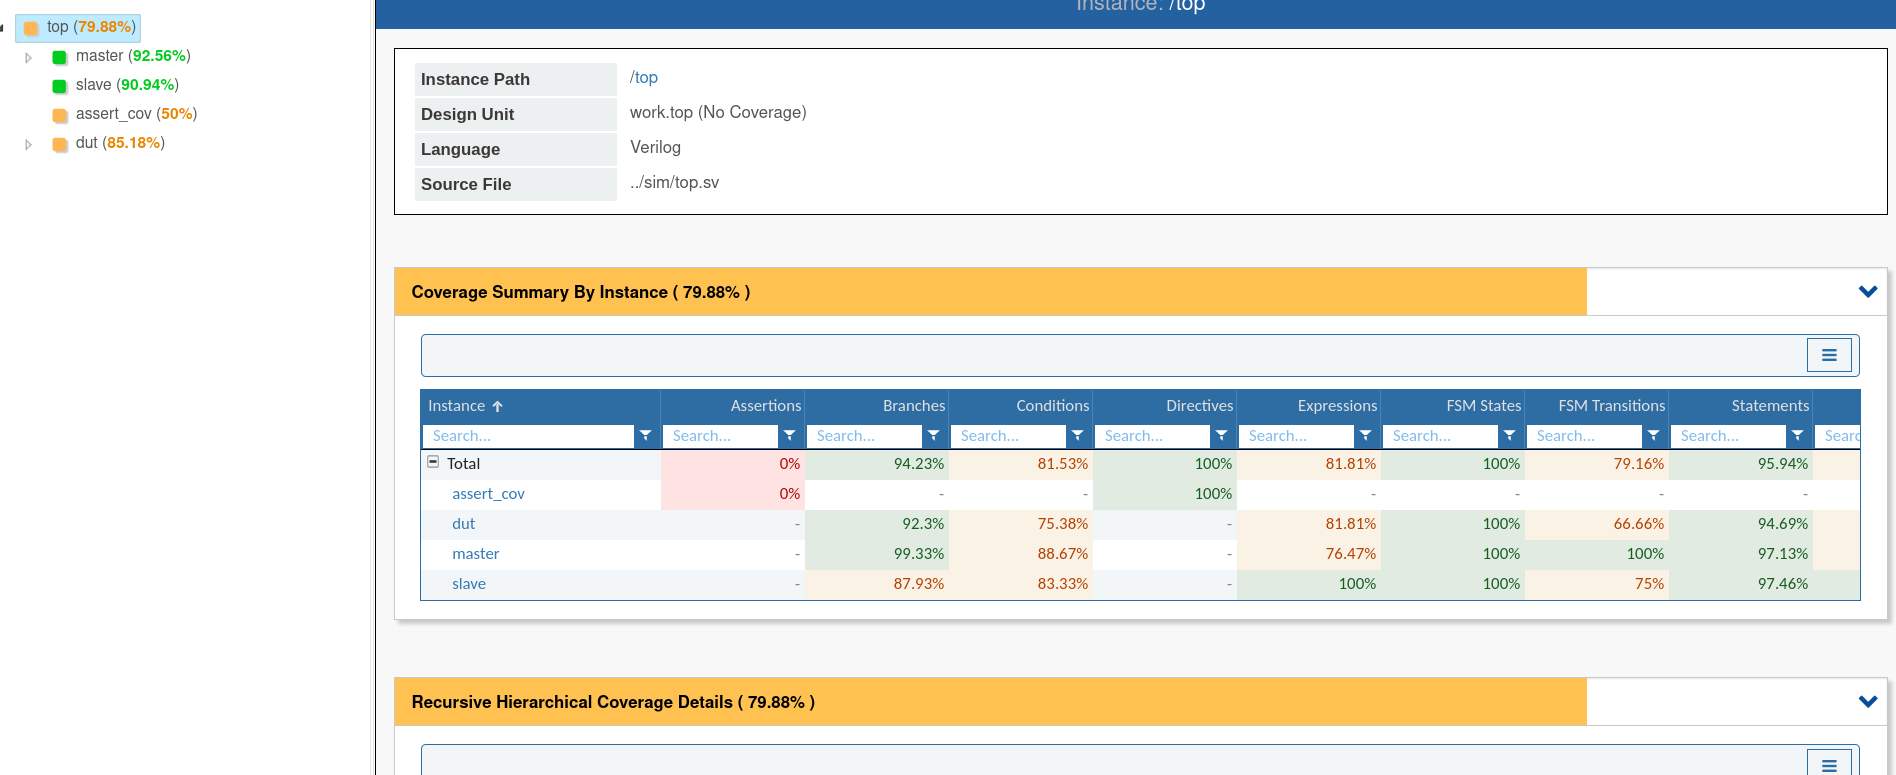 top (79.88%)
master (92.56%)
slave (90.94%)
assert_cov (50%)
dut (85.18%)
Instance: /top
Instance Path /top
Design Unit work.top (No Coverage)
Language Verilog
Source File ../sim/top.sv
Coverage Summary By Instance ( 79.88% )
Instance Assertions Branches Conditions Directives Expressions FSM States FSM Transitions Statements
Search... Search... Search... Search... Search... Search... Search... Search... Search... Searc
Total 0% 94.23% 81.53% 100% 81.81% 100% 79.16% 95.94%
assert_cov 0% - - 100% - - - -
dut - 92.3% 75.38% - 81.81% 100% 66.66% 94.69%
master - 99.33% 88.67% - 76.47% 100% 100% 97.13%
slave - 87.93% 83.33% - 100% 100% 75% 97.46%
Recursive Hierarchical Coverage Details ( 79.88% )